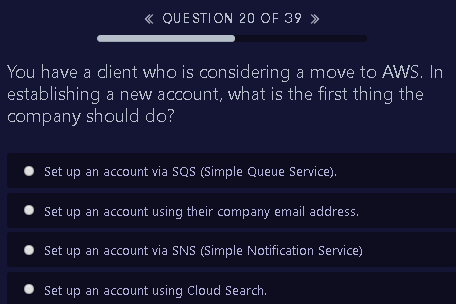 « QUESTION 20 OF 39 »
You have a client who is considering a move to AWS. In
establishing a new account, what is the first thing the
company should do?
Set up an account via SQS (Simple Queue Service).
Set up an account using their company email address.
Set up an account via SNS (Simple Notification Service)
Set up an account using Cloud Search.